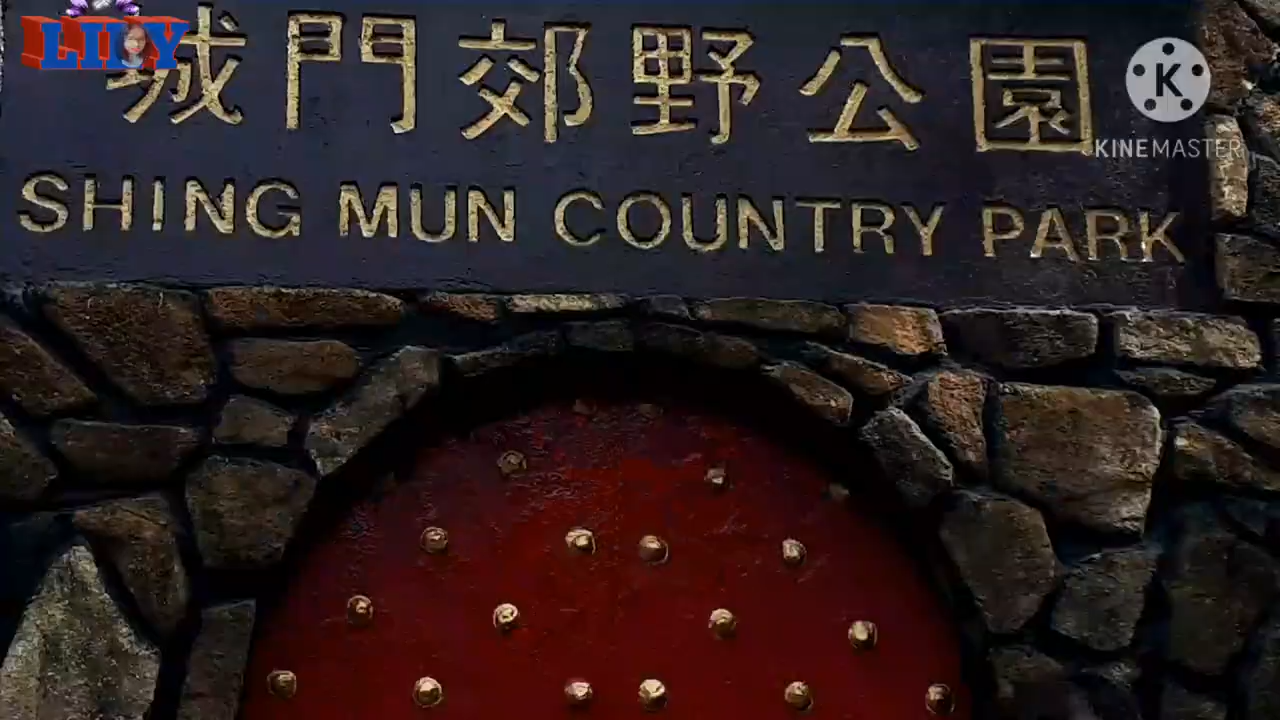 LILY
城門郊野公園
K
KINEMASTER
SHING MUN COUNTRY PARK